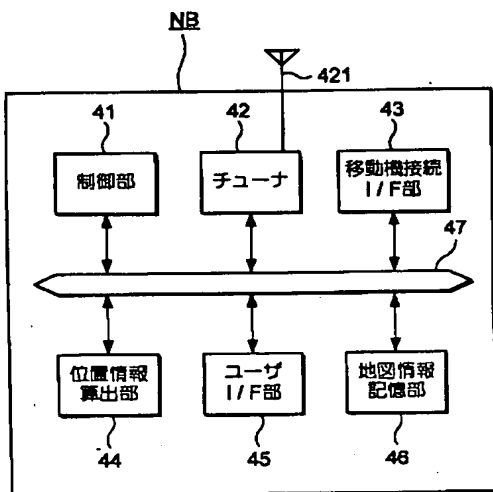 NB
421
41
42
43
制御部
チューナ
移動機接続
I/F部
47
位置情報
算出部
ユーザ
I/F部
地図情報
記憶部
44
45
46